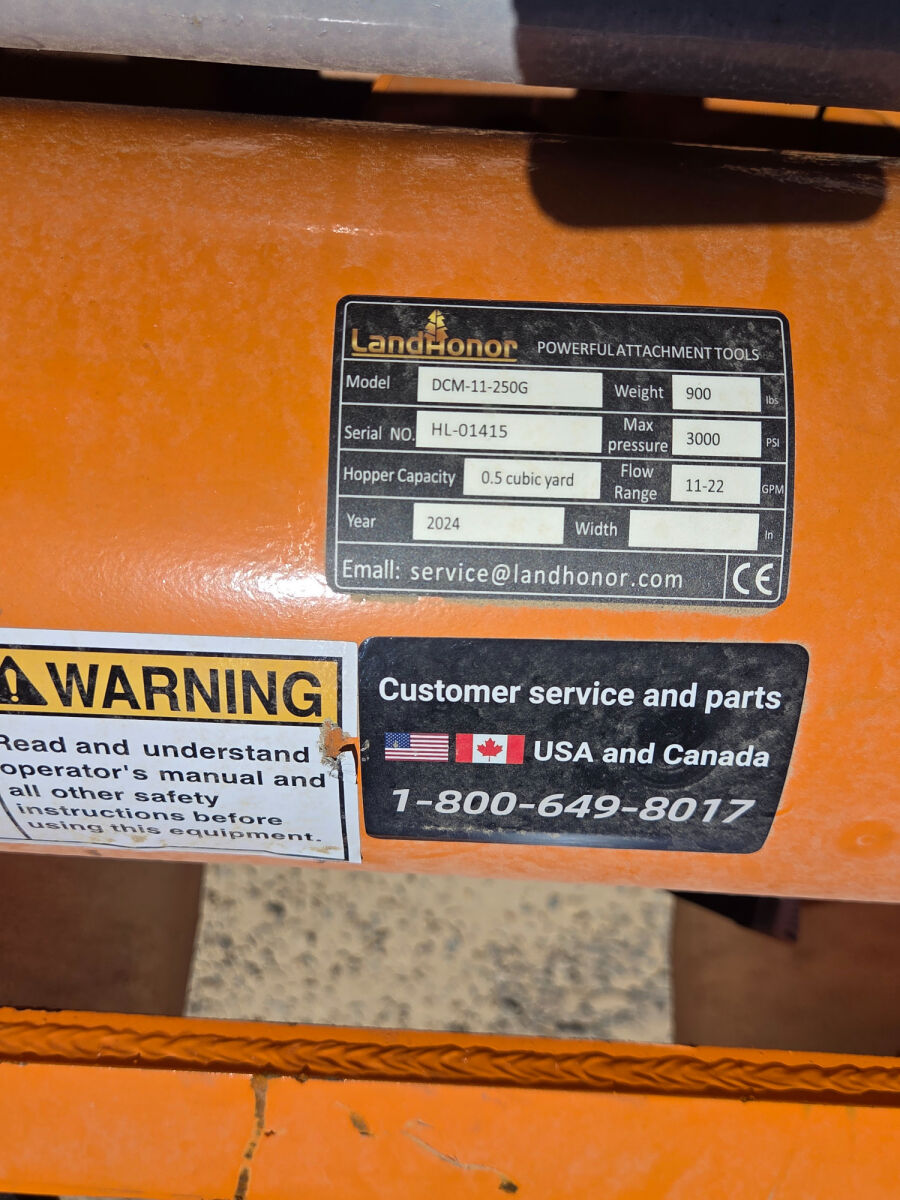 LandHonor POWERFUL ATTACHMENT TOOLS
Model DCM-11-250G Weight 900 lbs
Serial NO. HL-01415 Max pressure 3000 PSI
Hopper Capacity 0.5 cubic yard Flow Range 11-22 GPM
Year 2024 Width In
Email: service@landhonor.com CE
WARNING
Read and understand
operator's manual and
all other safety
instructions before
using this equipment.
Customer service and parts
USA and Canada
1-800-649-8017